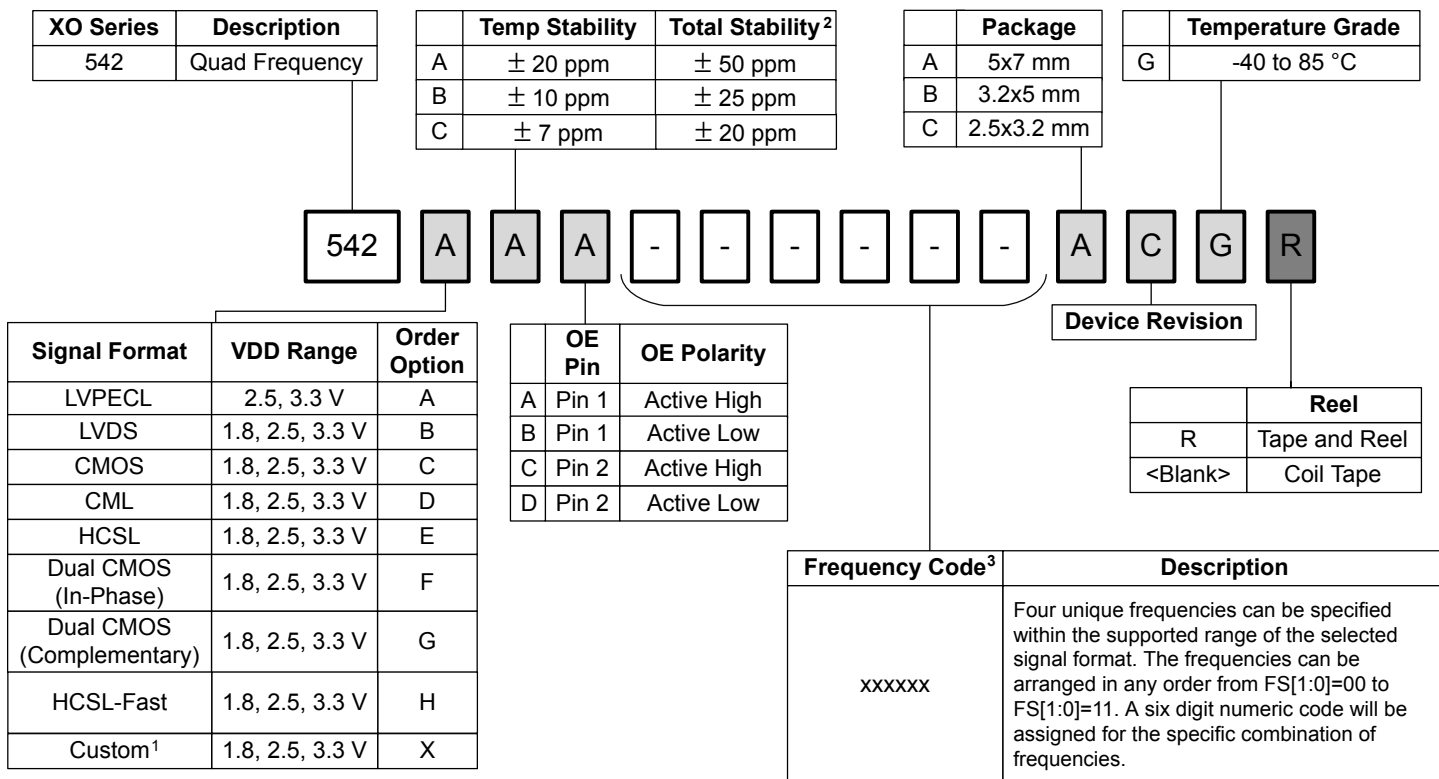 XO Series Description
542 Quad Frequency
Temp Stability Total Stability2
A ± 20 ppm ± 50 ppm
B ± 10 ppm ± 25 ppm
C ± 7 ppm ± 20 ppm
Package
A 5x7 mm
B 3.2x5 mm
C 2.5x3.2 mm
Temperature Grade
G -40 to 85 °C
542 A A A - - - - - - A C G R
Signal Format VDD Range Order Option
LVPECL 2.5, 3.3 V A
LVDS 1.8, 2.5, 3.3 V B
CMOS 1.8, 2.5, 3.3 V C
CML 1.8, 2.5, 3.3 V D
HCSL 1.8, 2.5, 3.3 V E
Dual CMOS (In-Phase) 1.8, 2.5, 3.3 V F
Dual CMOS (Complementary) 1.8, 2.5, 3.3 V G
HCSL-Fast 1.8, 2.5, 3.3 V H
Custom1 1.8, 2.5, 3.3 V X
OE Pin OE Polarity
A Pin 1 Active High
B Pin 1 Active Low
C Pin 2 Active High
D Pin 2 Active Low
Device Revision
Reel
R Tape and Reel
<Blank> Coil Tape
Frequency Code3 Description
xxxxxx
Four unique frequencies can be specified
within the supported range of the selected
signal format. The frequencies can be
arranged in any order from FS[1:0]=00 to
FS[1:0]=11. A six digit numeric code will be
assigned for the specific combination of
frequencies.